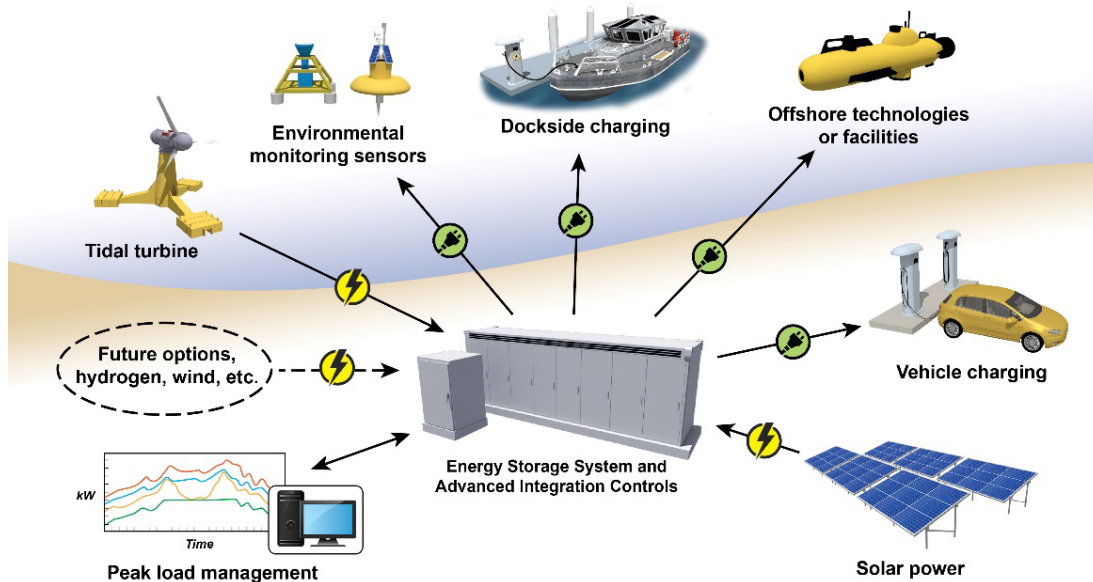 Environmental
monitoring sensors
Dockside charging
Offshore technologies
or facilities
Tidal turbine
Future options,
hydrogen, wind, etc.
Vehicle charging
Energy Storage System and
Advanced Integration Controls
kW
Time
Peak load management
Solar power